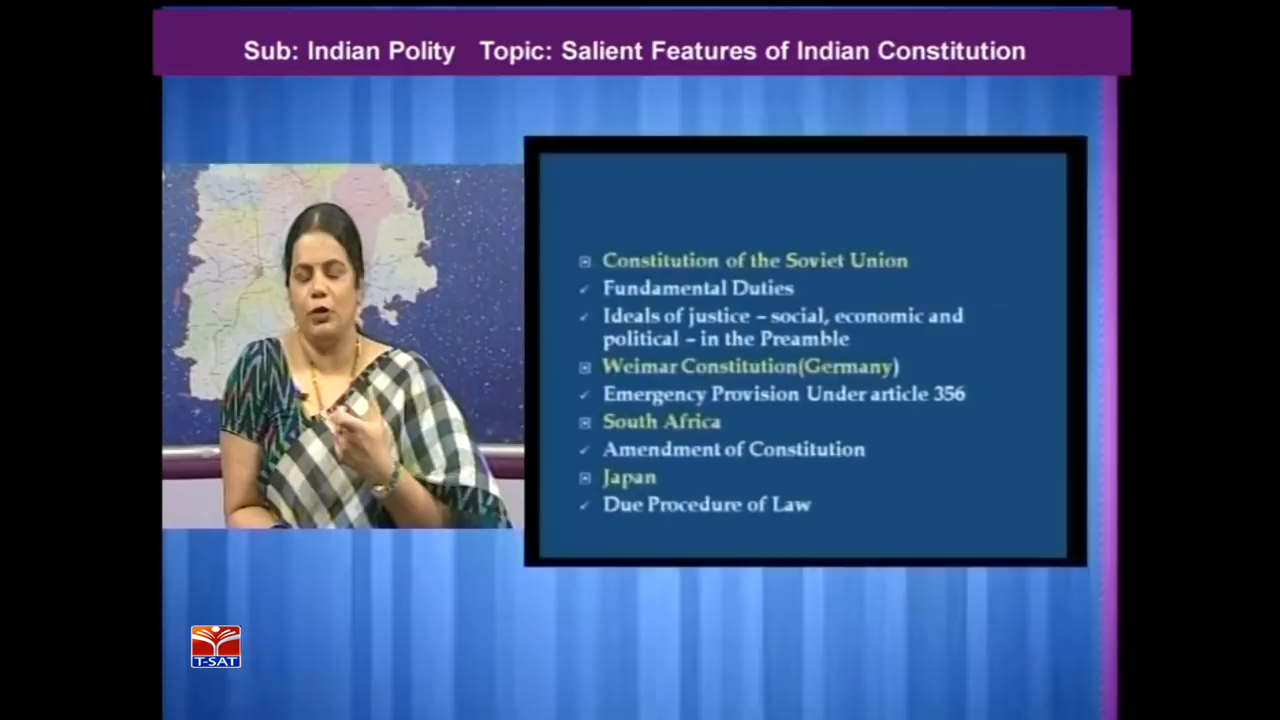 Sub: Indian Polity Topic: Salient Features of Indian Constitution
Constitution of the Soviet Union
✓ Fundamental Duties
✓ Ideals of justice – social, economic and
political – in the Preamble
Weimar Constitution(Germany)
✓ Emergency Provision Under article 356
South Africa
✓ Amendment of Constitution
Japan
✓ Due Procedure of Law
T-SAT